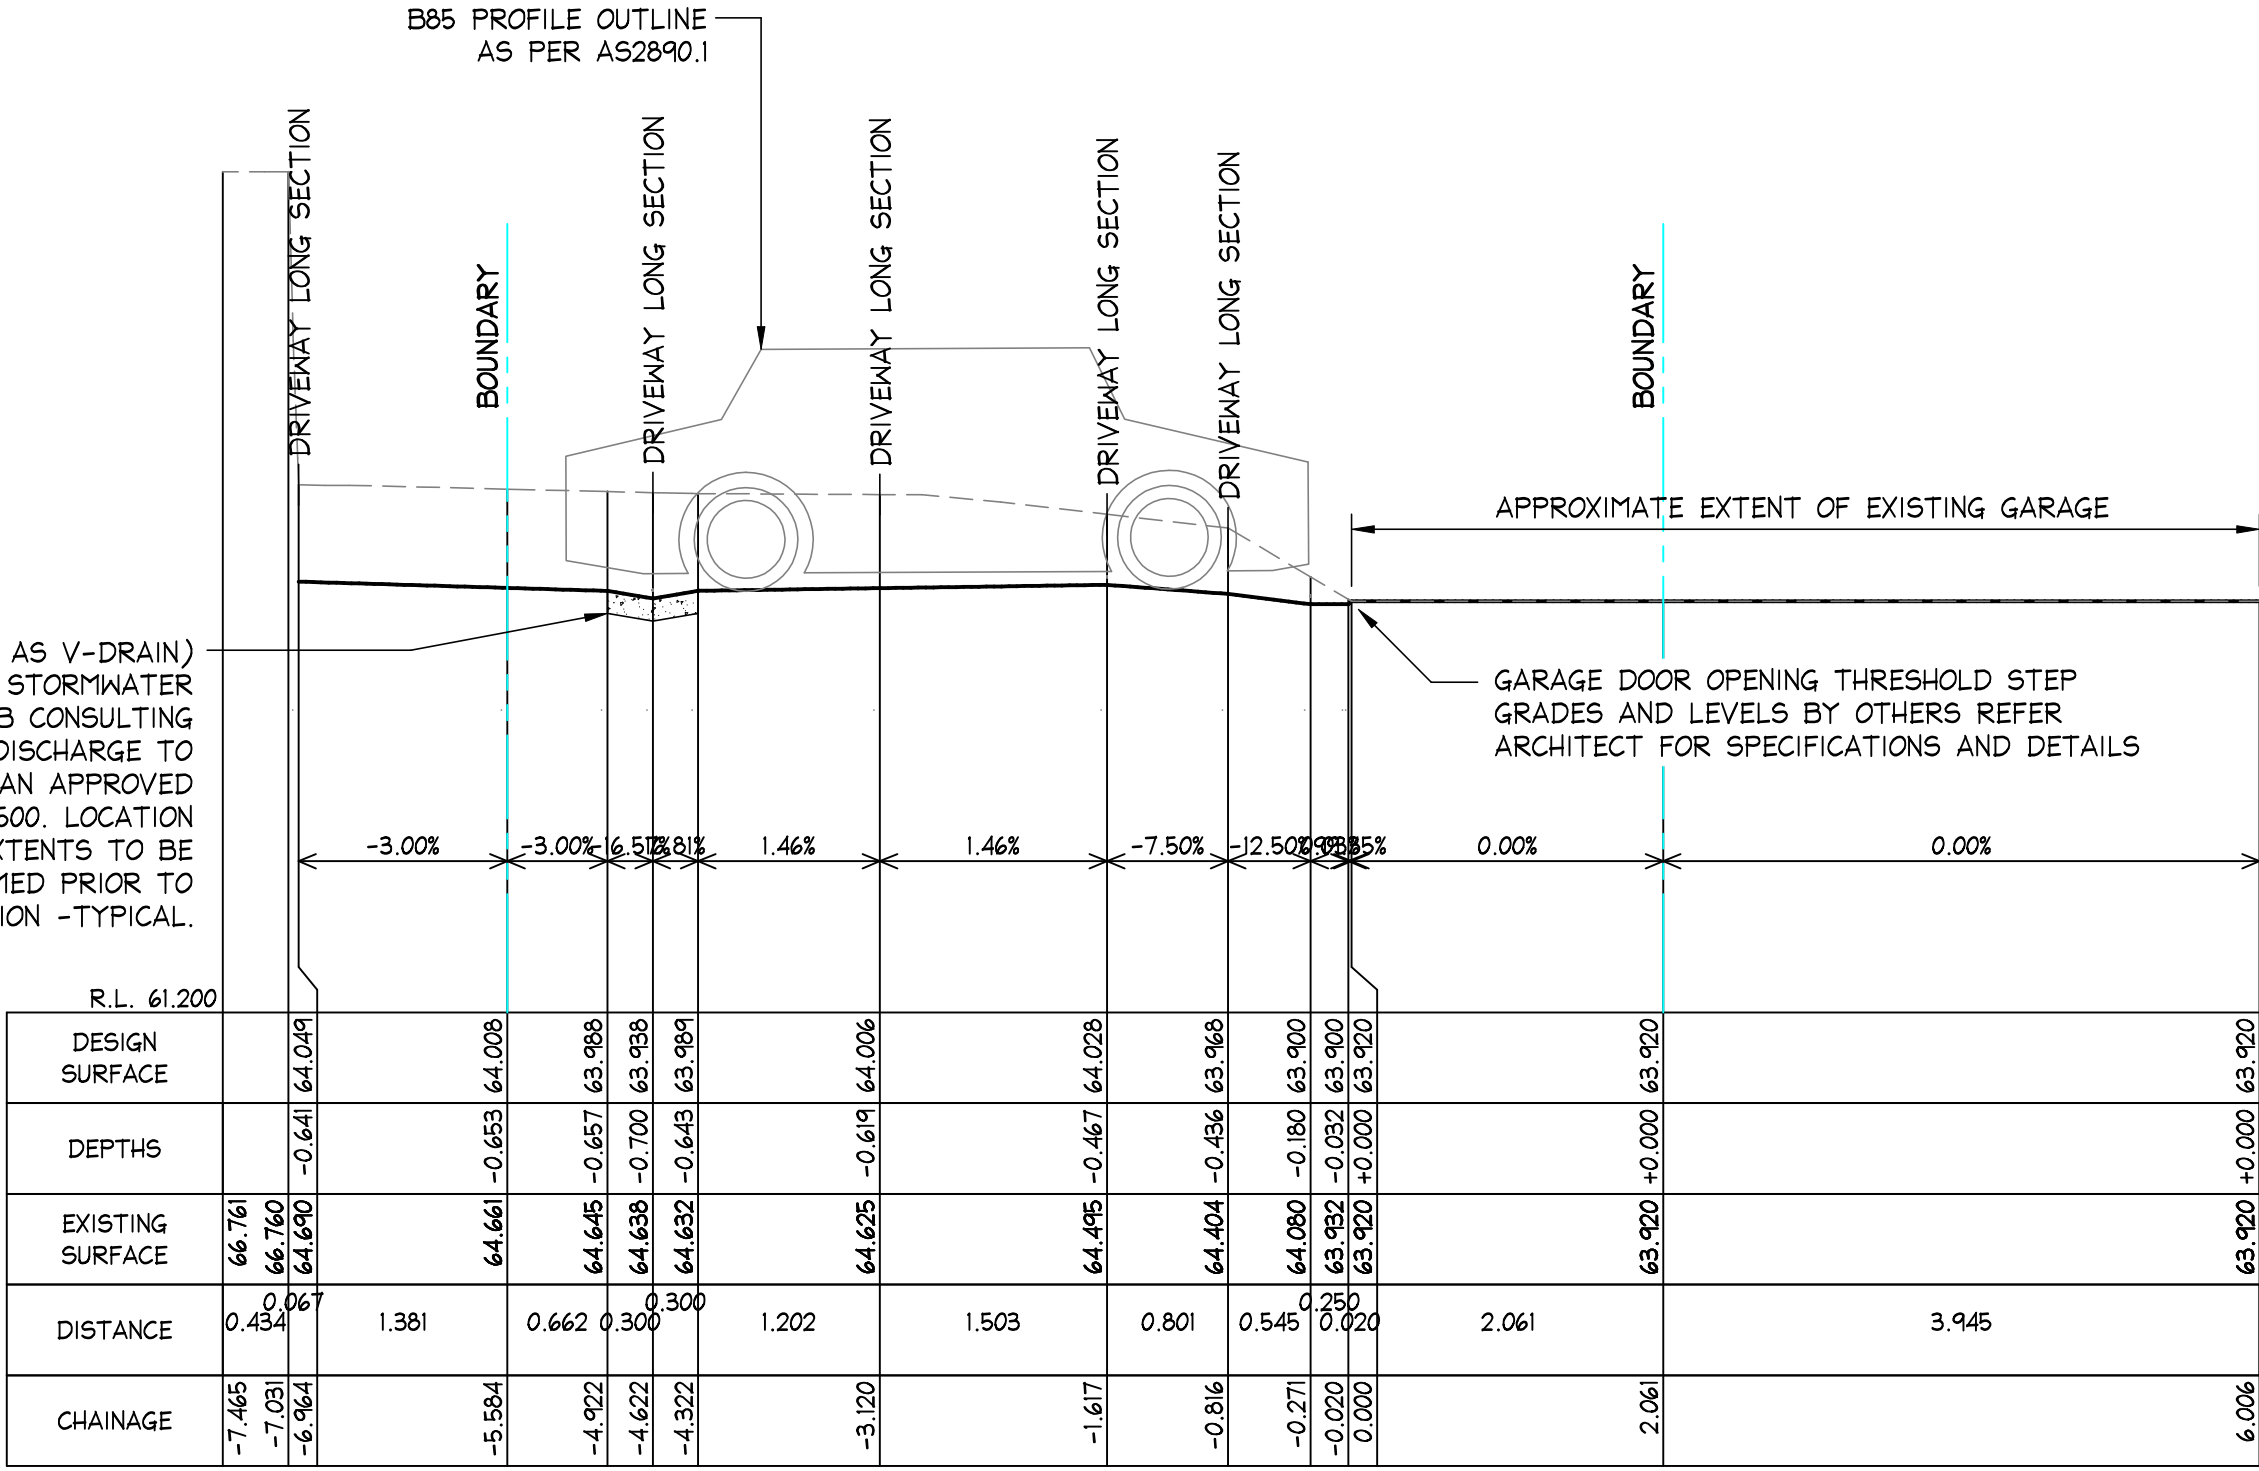 B85 PROFILE OUTLINE
AS PER AS2890.1
DRIVEWAY LONG SECTION
BOUNDARY
DRIVEWAY LONG SECTION
DRIVEWAY LONG SECTION
DRIVEWAY LONG SECTION
DRIVEWAY LONG SECTION
BOUNDARY
APPROXIMATE EXTENT OF EXISTING GARAGE
AS V-DRAIN)
STORMWATER
B CONSULTING
DISCHARGE TO
AN APPROVED
500. LOCATION
EXTENTS TO BE
MED PRIOR TO
ION -TYPICAL.
GARAGE DOOR OPENING THRESHOLD STEP
GRADES AND LEVELS BY OTHERS REFER
ARCHITECT FOR SPECIFICATIONS AND DETAILS
-3.00% -3.00% 1.46% 1.46% -7.50% -12.50% 0.00% 0.00%
R.L. 61.200
DESIGN
SURFACE
64.049 64.008 63.988 63.938 63.989 64.006 64.028 63.968 63.900 63.900 63.920 63.920 63.920
DEPTHS
-0.641 -0.653 -0.657 -0.700 -0.643 -0.619 -0.467 -0.436 -0.180 -0.032 +0.000 +0.000 +0.000
EXISTING
SURFACE
66.761 66.760 64.690 64.661 64.645 64.638 64.632 64.625 64.495 64.404 64.080 63.932 63.920 63.920 63.920
DISTANCE
0.434 0.067 1.381 0.662 0.300 0.300 1.202 1.503 0.801 0.545 0.250 0.020 2.061 3.945
CHAINAGE
-7.465 -7.031 -6.964 -5.584 -4.922 -4.622 -4.322 -3.120 -1.617 -0.816 -0.271 -0.020 0.000 2.061 6.006